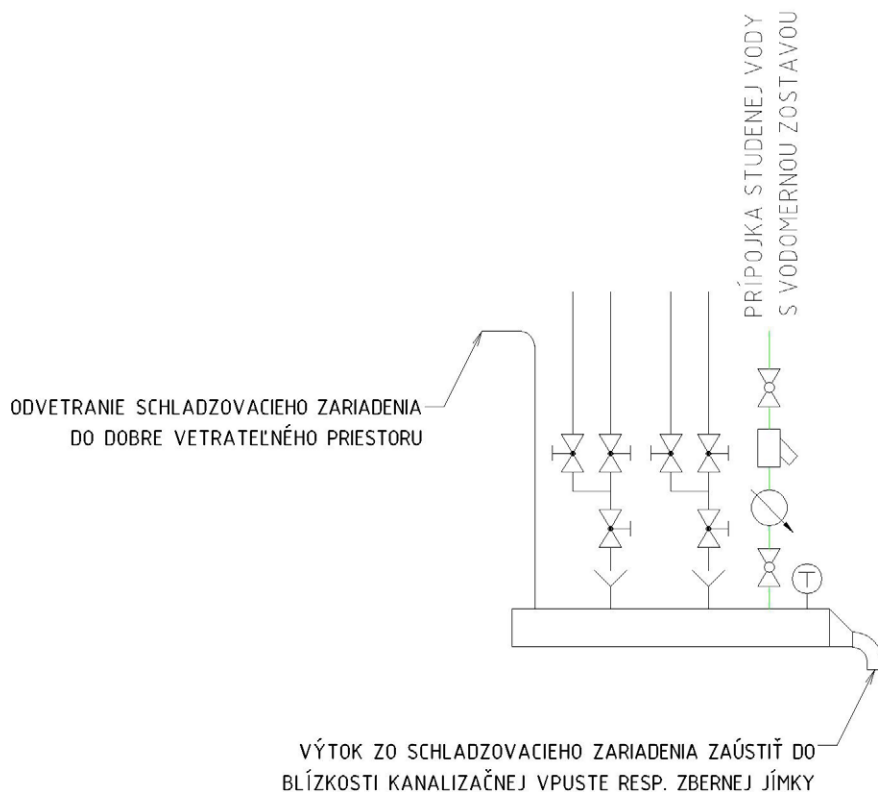 PRÍPOJKA STUDENEJ VODY
S VODOMERNOU ZOSTAVOU
ODVETRANIE SCHLADZOVACIEHO ZARIADENIA
DO DOBRE VETRATEĽNÉHO PRIESTORU
T
VÝTOK ZO SCHLADZOVACIEHO ZARIADENIA ZAÚSTIŤ DO
BLÍZKOSTI KANALIZAČNEJ VPUSTE RESP. ZBERNEJ JÍMKY